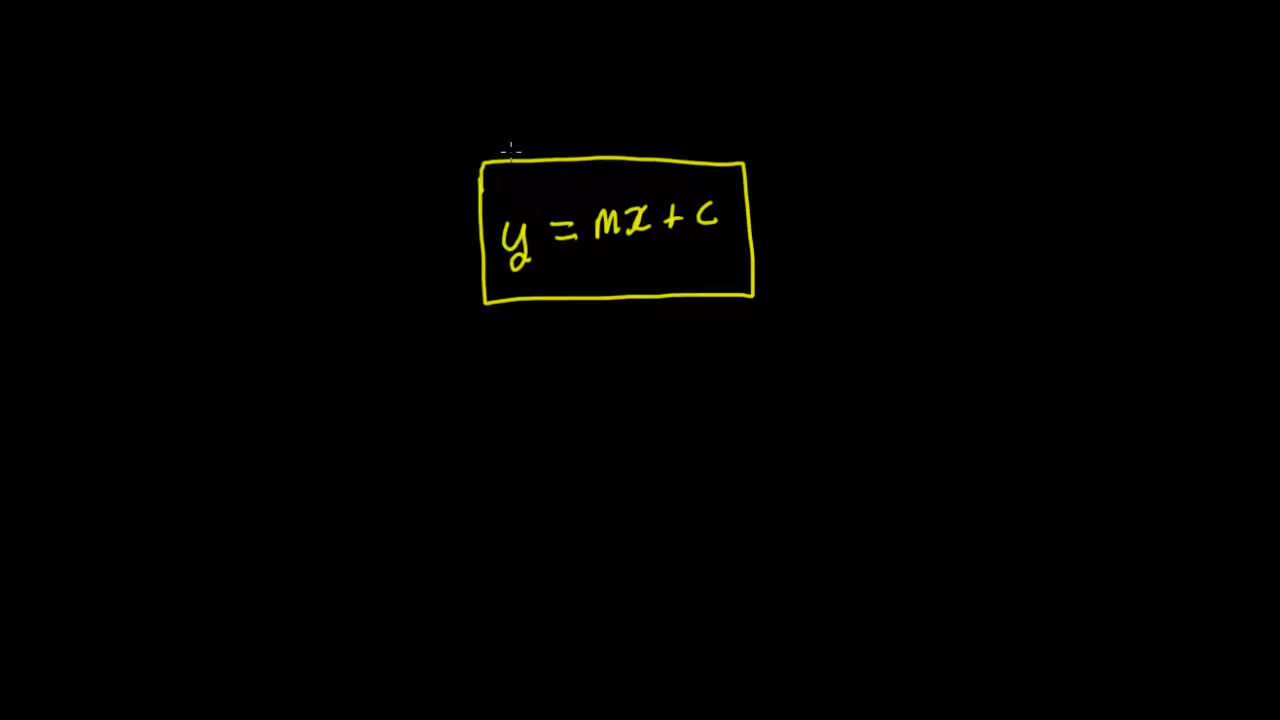 y = mx + c